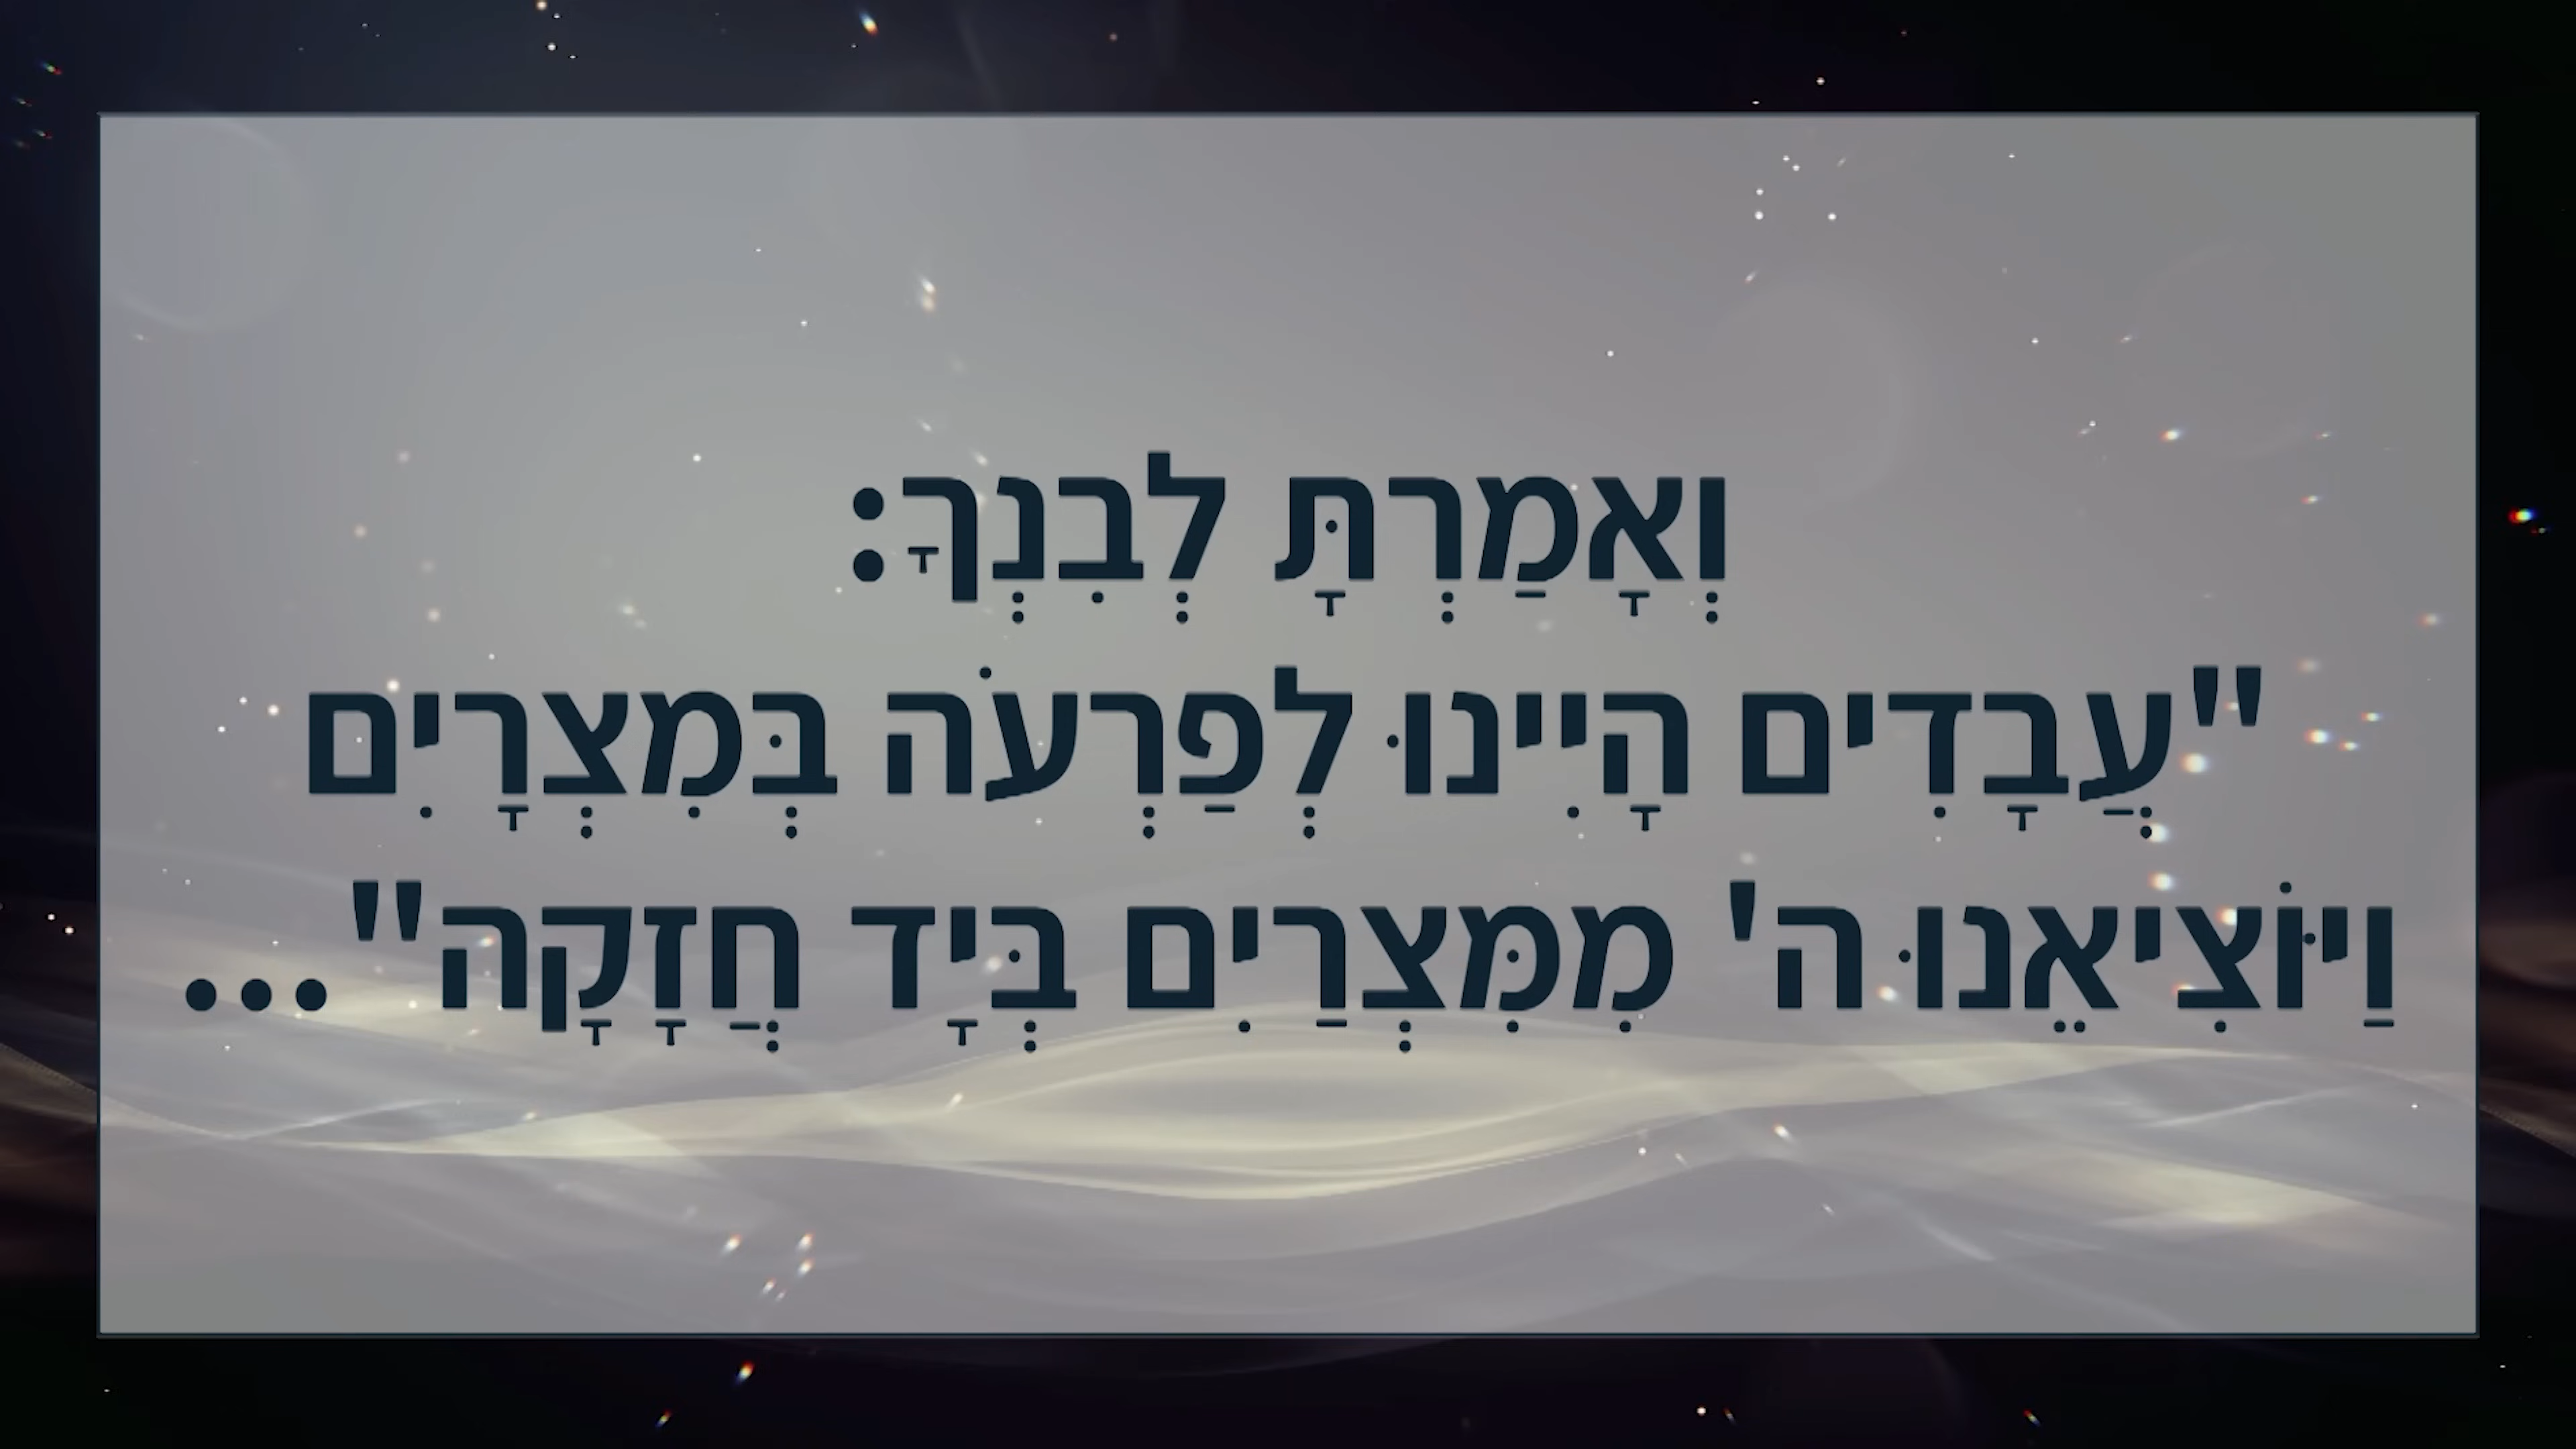 וְאָמַרְתָּ לְבִנְךָ:
"עֲבָדִים הָיִינוּ לְפַרְעֹה בְּמִצְרָיִם
וַיּוֹצִיאֵנוּ ה' מִמִּצְרַיִם בְּיָד חֲזָקָה"...